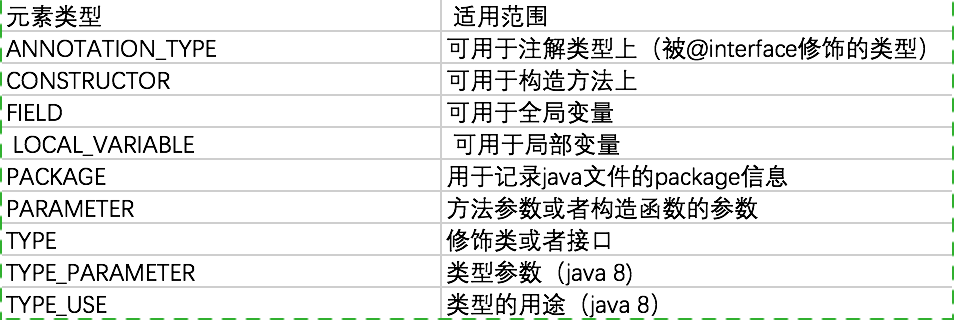 元素类型 适用范围
ANNOTATION_TYPE 可用于注解类型上（被@interface修饰的类型）
CONSTRUCTOR 可用于构造方法上
FIELD 可用于全局变量
LOCAL_VARIABLE 可用于局部变量
PACKAGE 用于记录java文件的package信息
PARAMETER 方法参数或者构造函数的参数
TYPE 修饰类或者接口
TYPE_PARAMETER 类型参数（java 8)
TYPE_USE 类型的用途（java 8）